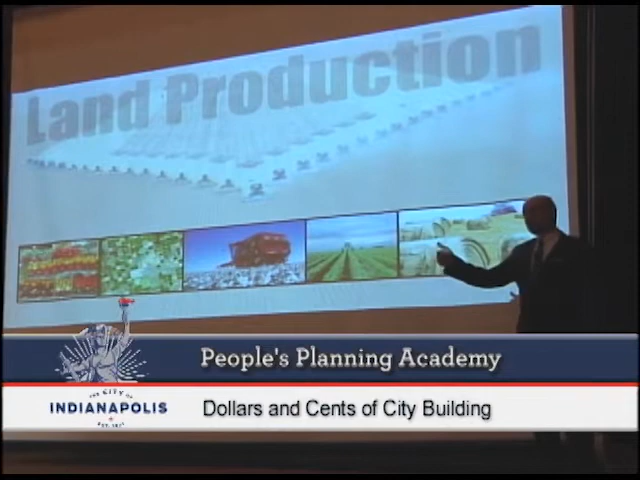 Land Production
People's Planning Academy
THE CITY OF
INDIANAPOLIS
EST. 1821
Dollars and Cents of City Building